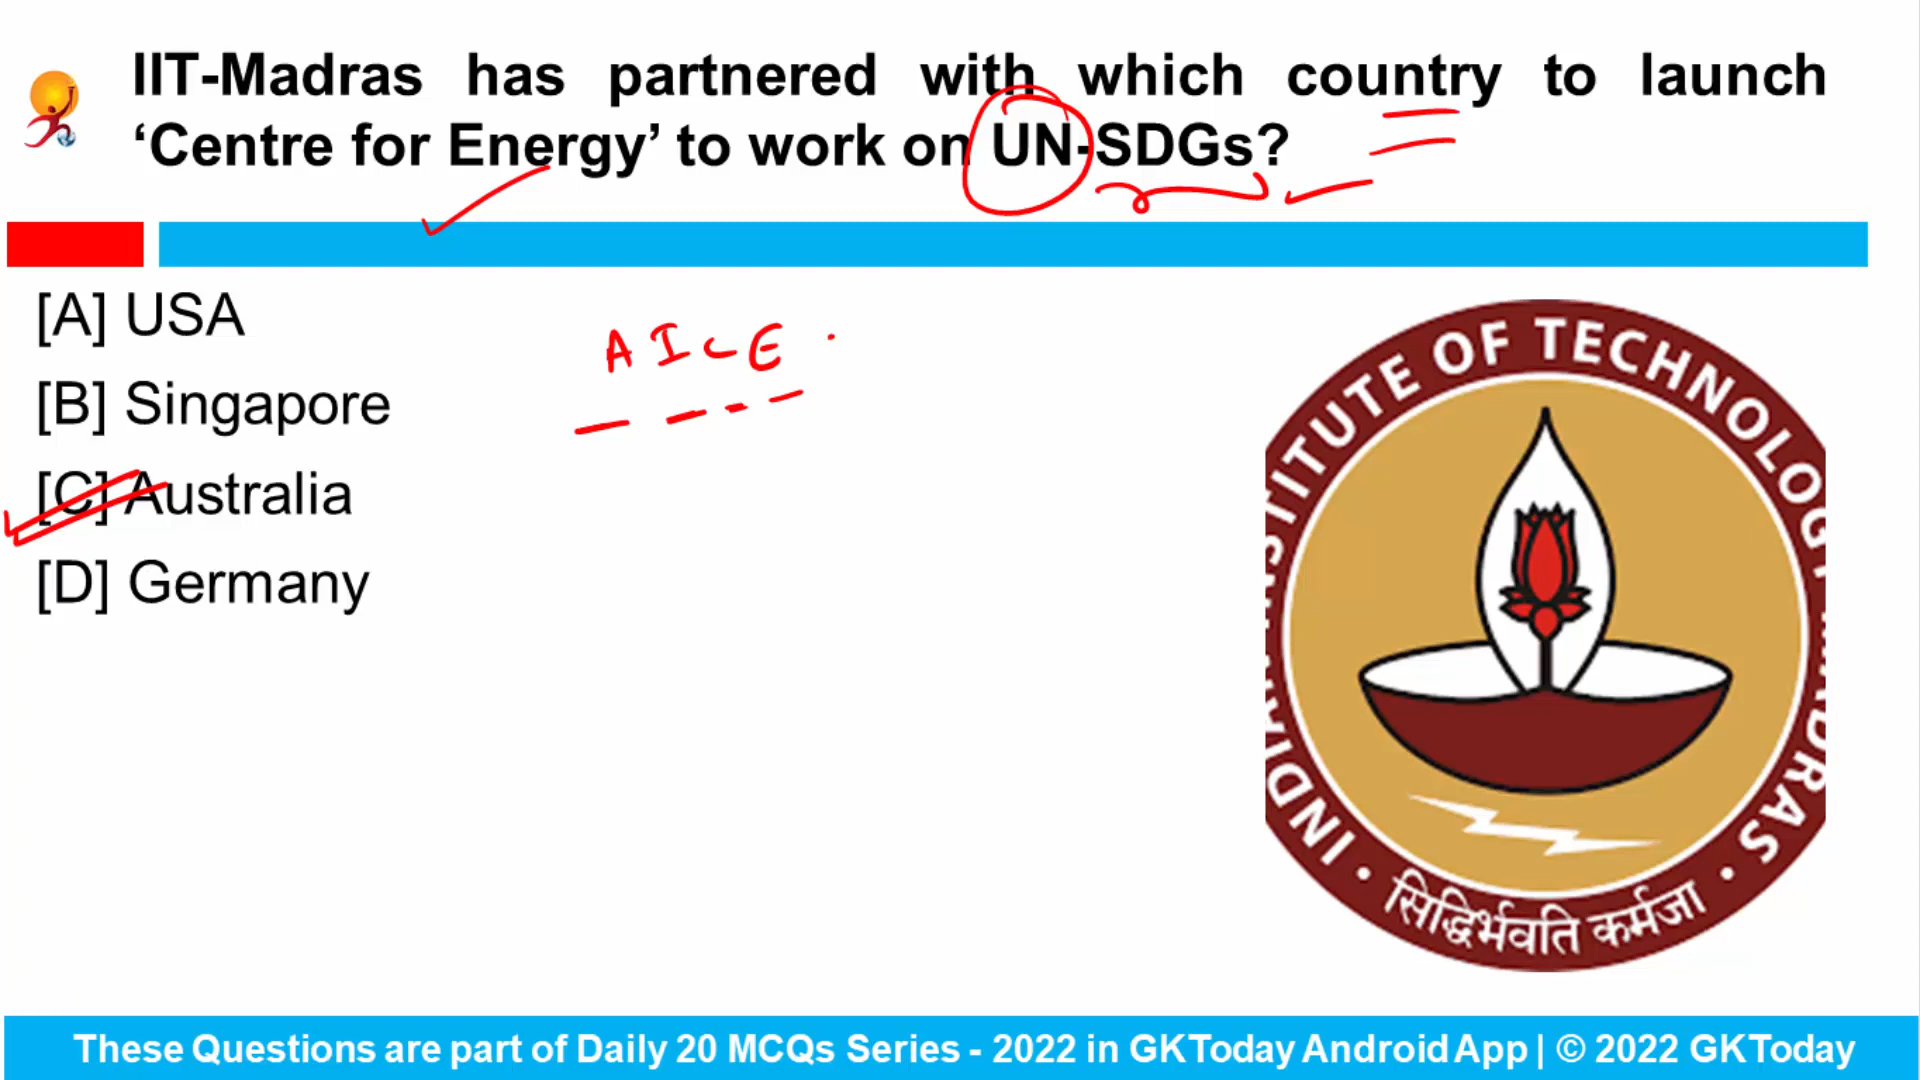 IIT-Madras has partnered with which country to launch
‘Centre for Energy’ to work on UN-SDGs?
[A] USA
[B] Singapore
[C] Australia
[D] Germany
AICE
INDIAN INSTITUTE OF TECHNOLOGY MADRAS
सिद्धिर्भवति कर्मजा
These Questions are part of Daily 20 MCQs Series - 2022 in GKToday Android App | © 2022 GKToday